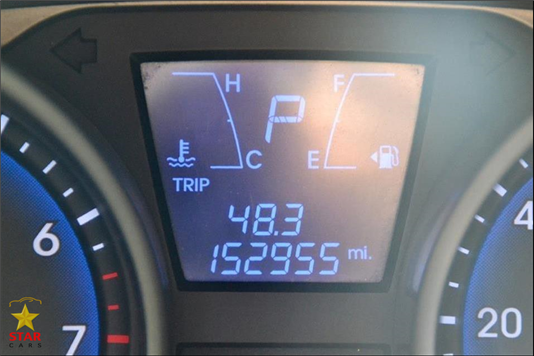 H F
P
C E
TRIP
48.3
152955 mi.
6
7
4
20
STAR
CARS